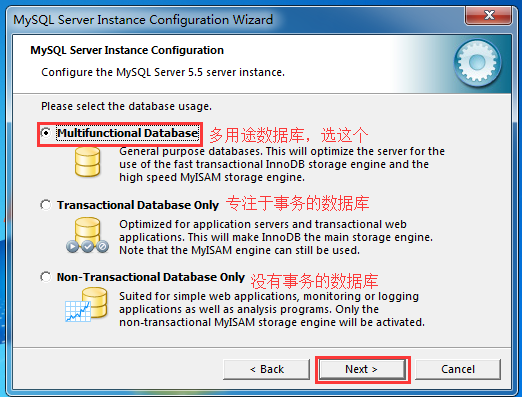 MySQL Server Instance Configuration Wizard
MySQL Server Instance Configuration
Configure the MySQL Server 5.5 server instance.
Please select the database usage.
Multifunctional Database 多用途数据库，选这个
General purpose databases. This will optimize the server for the
use of the fast transactional InnoDB storage engine and the
high speed MyISAM storage engine.
Transactional Database Only 专注于事务的数据库
Optimized for application servers and transactional web
applications. This will make InnoDB the main storage engine.
Note that the MyISAM engine can still be used.
Non-Transactional Database Only 没有事务的数据库
Suited for simple web applications, monitoring or logging
applications as well as analysis programs. Only the
non-transactional MyISAM storage engine will be activated.
< Back Next > Cancel